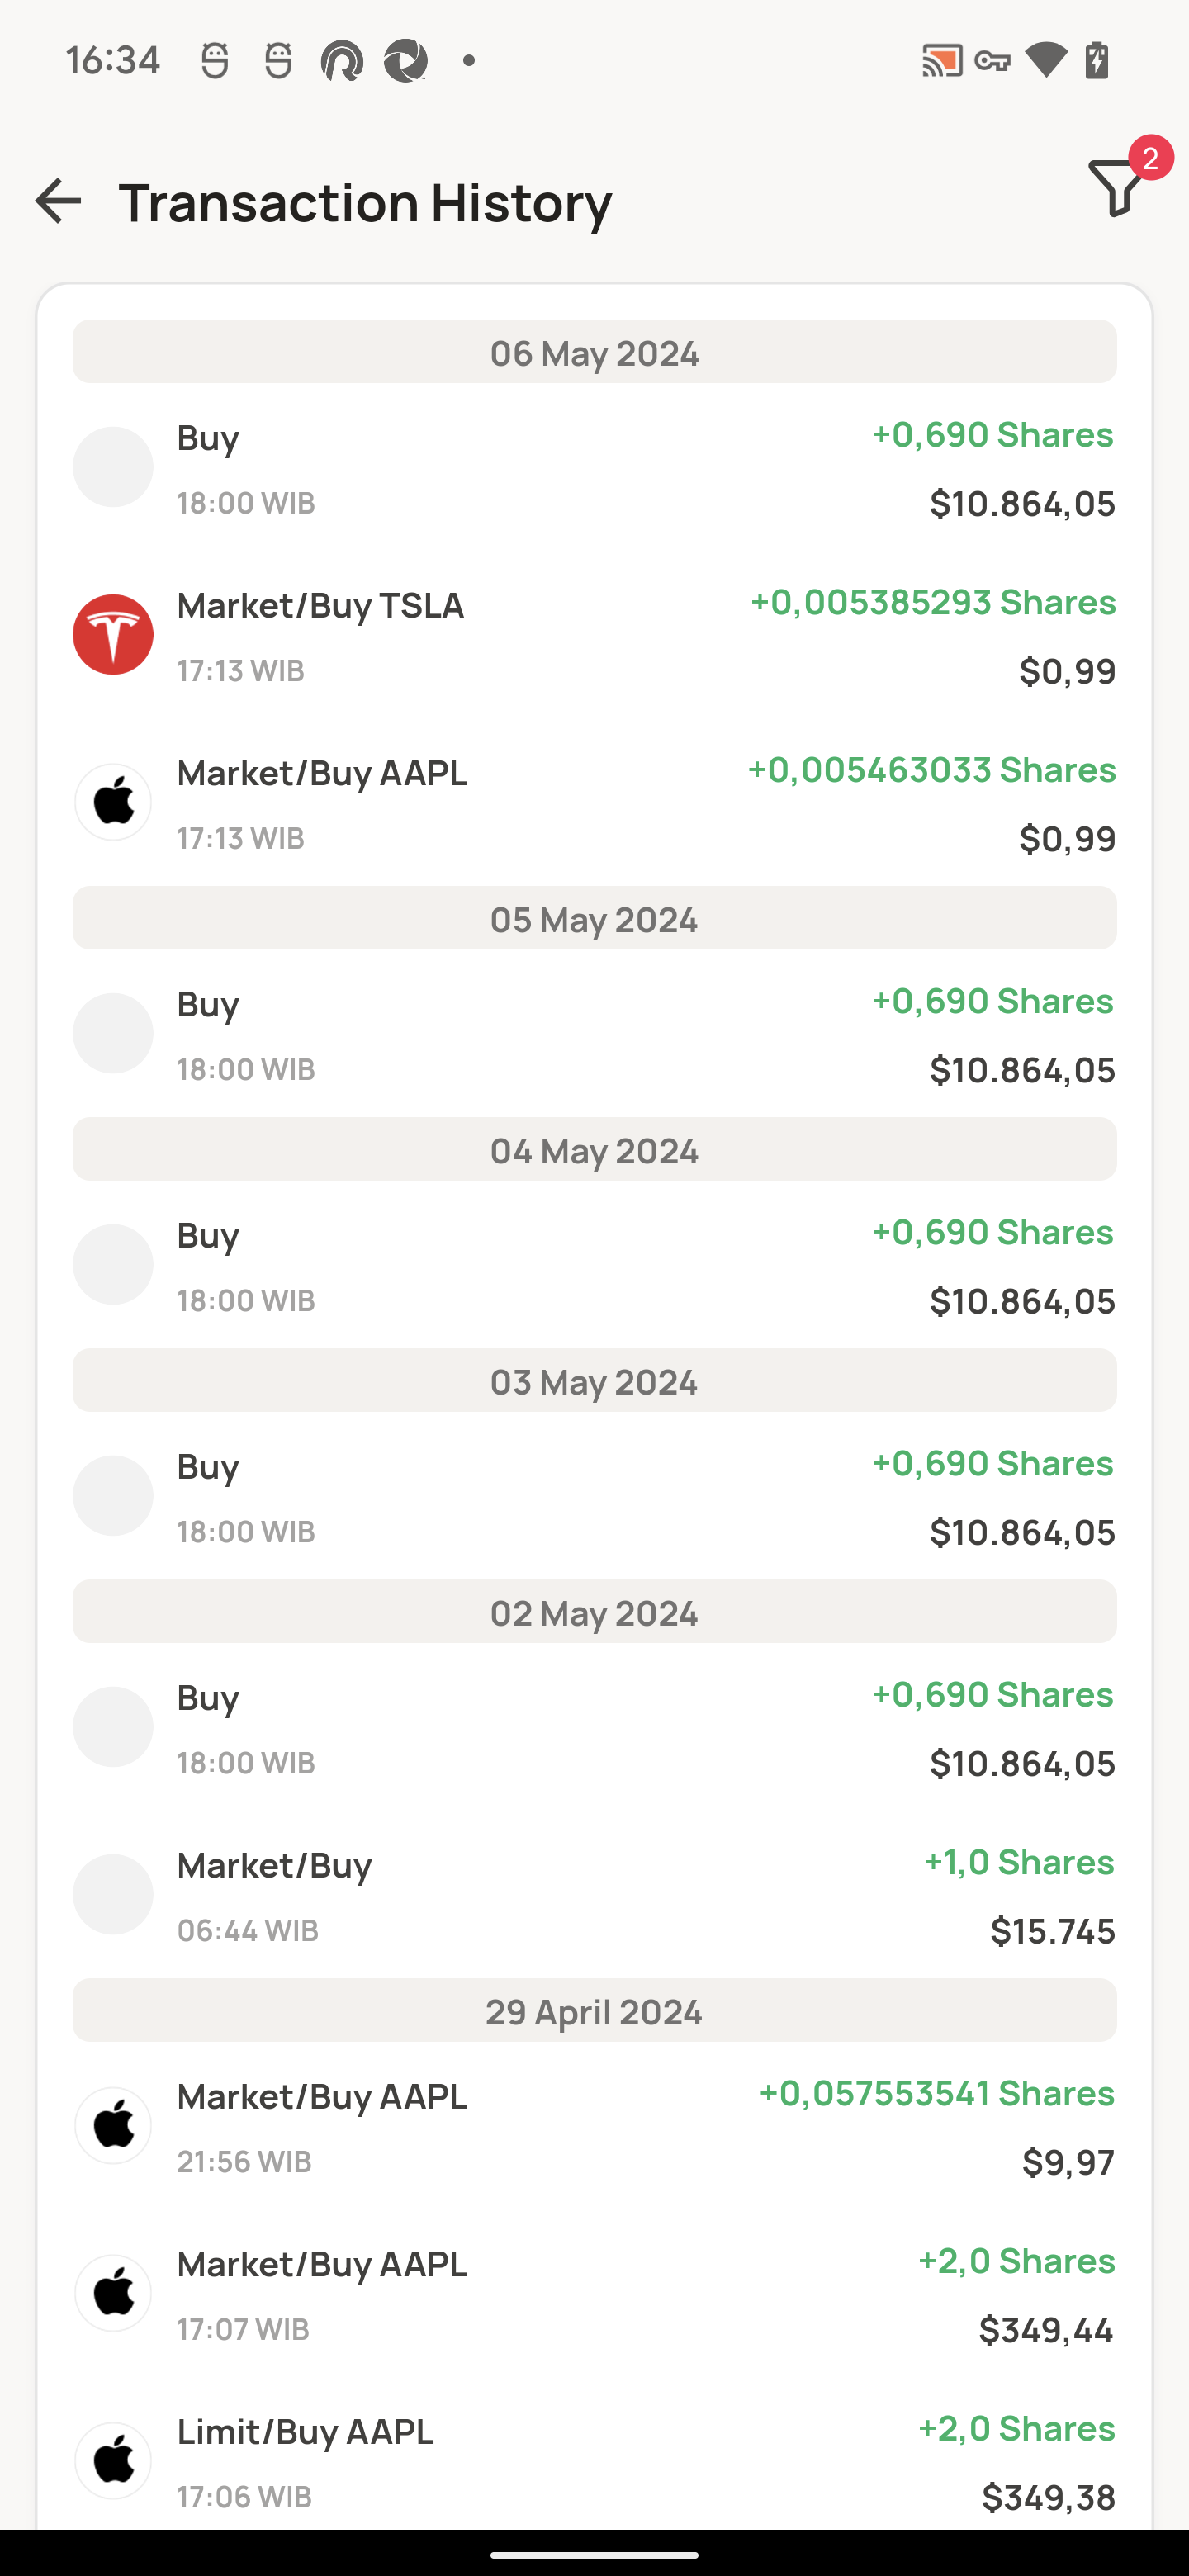 16:34
2
Transaction History
06 May 2024
Buy +0,690 Shares
18:00 WIB $10.864,05
Market/Buy TSLA +0,005385293 Shares
17:13 WIB $0,99
Market/Buy AAPL +0,005463033 Shares
17:13 WIB $0,99
05 May 2024
Buy +0,690 Shares
18:00 WIB $10.864,05
04 May 2024
Buy +0,690 Shares
18:00 WIB $10.864,05
03 May 2024
Buy +0,690 Shares
18:00 WIB $10.864,05
02 May 2024
Buy +0,690 Shares
18:00 WIB $10.864,05
Market/Buy +1,0 Shares
06:44 WIB $15.745
29 April 2024
Market/Buy AAPL +0,057553541 Shares
21:56 WIB $9,97
Market/Buy AAPL +2,0 Shares
17:07 WIB $349,44
Limit/Buy AAPL +2,0 Shares
17:06 WIB $349,38